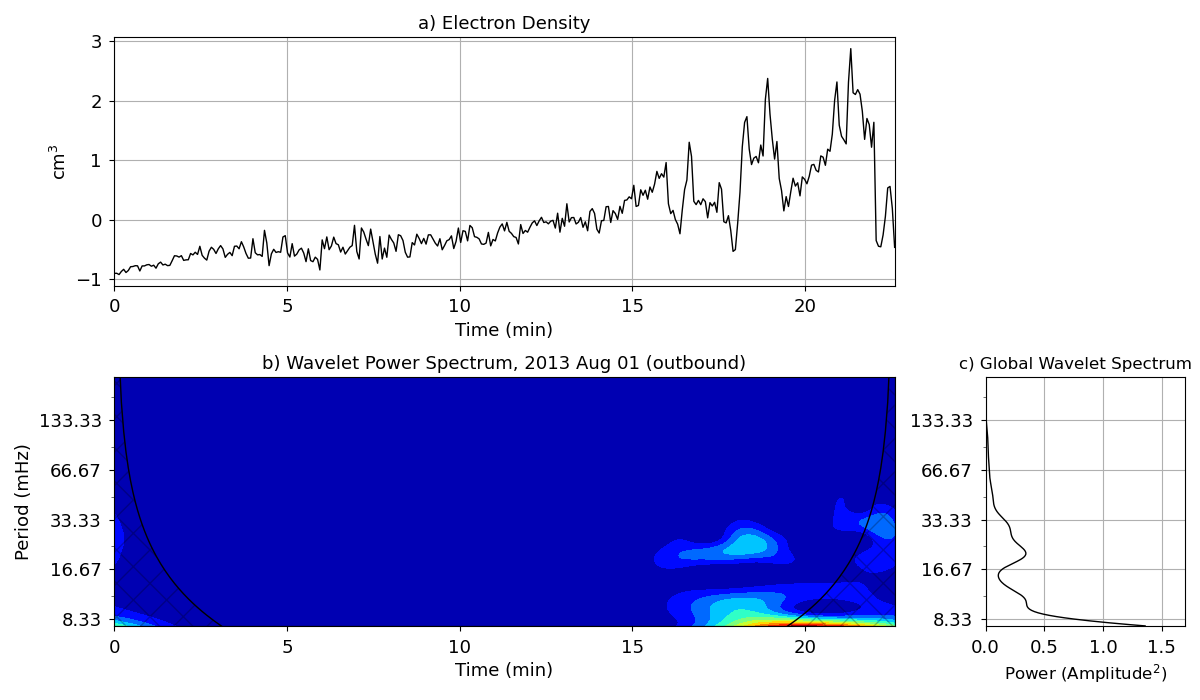 a) Electron Density
3
2
1
0
−1
cm³
0 5 10 15 20
Time (min)
b) Wavelet Power Spectrum, 2013 Aug 01 (outbound)
133.33
66.67
33.33
16.67
8.33
Period (mHz)
0 5 10 15 20
Time (min)
c) Global Wavelet Spectrum
133.33
66.67
33.33
16.67
8.33
0.0 0.5 1.0 1.5
Power (Amplitude²)